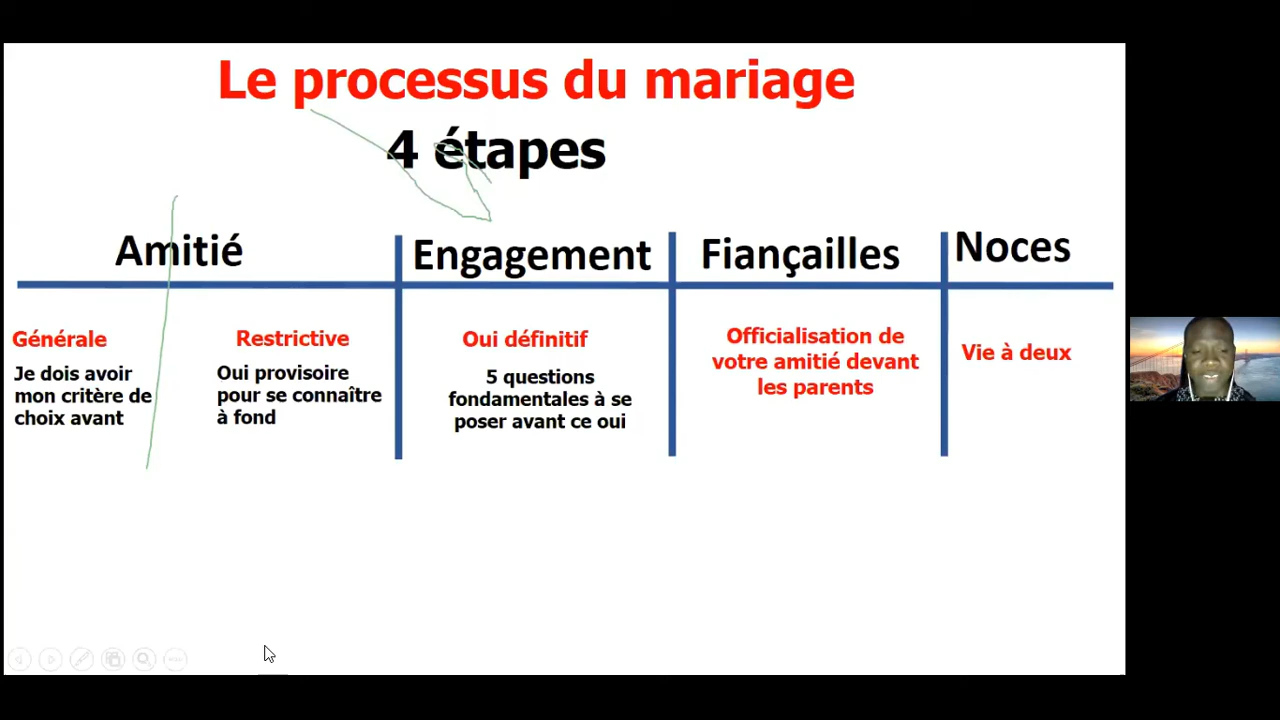 Le processus du mariage
4 étapes
Amitié
Engagement
Fiançailles
Noces
Générale
Je dois avoir
mon critère de
choix avant
Restrictive
Oui provisoire
pour se connaître
à fond
Oui définitif
5 questions
fondamentales à se
poser avant ce oui
Officialisation de
votre amitié devant
les parents
Vie à deux